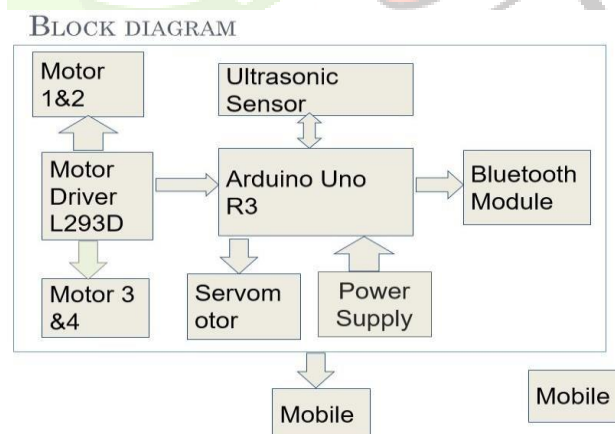 BLOCK DIAGRAM
Motor
1&2
Ultrasonic
Sensor
Motor
Driver
L293D
Arduino Uno
R3
Bluetooth
Module
Motor 3
&4
Servom
otor
Power
Supply
Mobile
Mobile